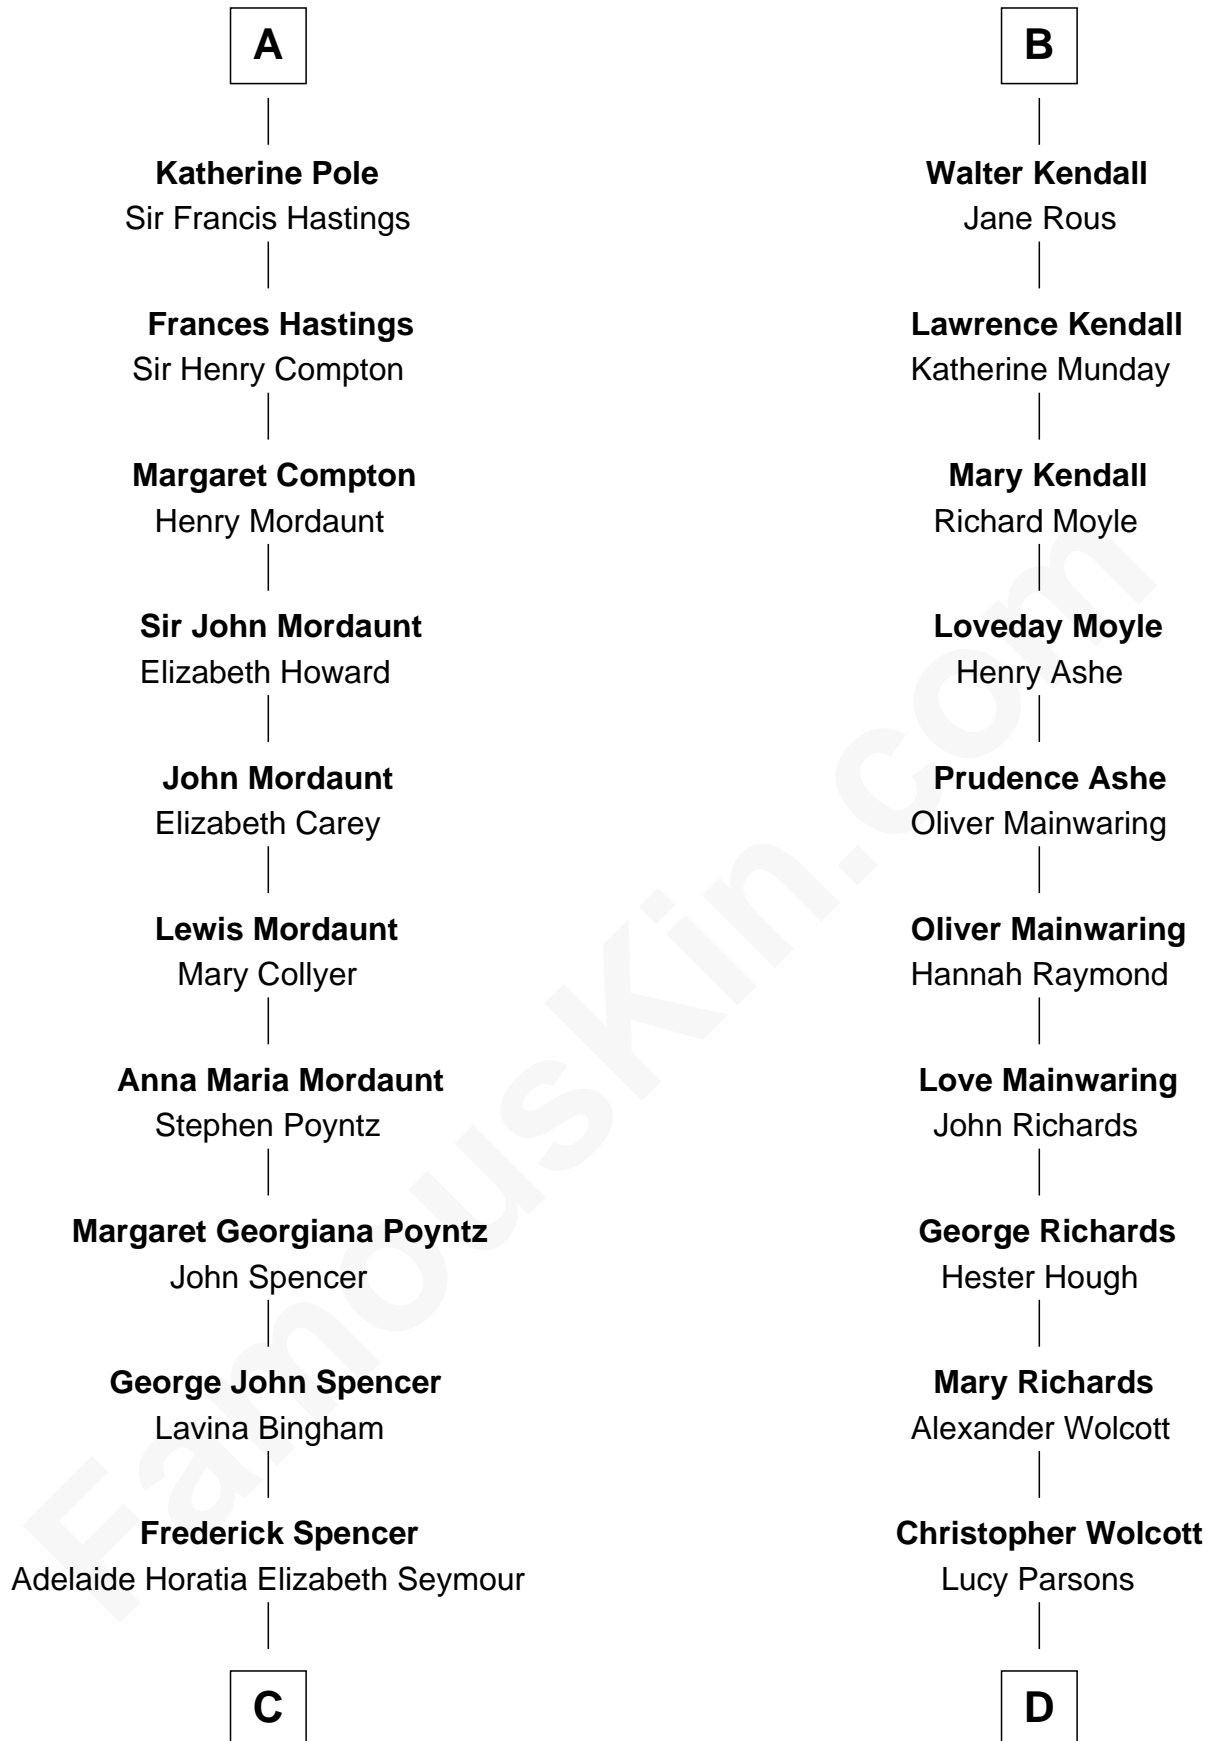 A
Katherine Pole
Sir Francis Hastings
Frances Hastings
Sir Henry Compton
Margaret Compton
Henry Mordaunt
Sir John Mordaunt
Elizabeth Howard
John Mordaunt
Elizabeth Carey
Lewis Mordaunt
Mary Collyer
Anna Maria Mordaunt
Stephen Poyntz
Margaret Georgiana Poyntz
John Spencer
George John Spencer
Lavina Bingham
Frederick Spencer
Adelaide Horatia Elizabeth Seymour
C
B
Walter Kendall
Jane Rous
Lawrence Kendall
Katherine Munday
Mary Kendall
Richard Moyle
Loveday Moyle
Henry Ashe
Prudence Ashe
Oliver Mainwaring
Oliver Mainwaring
Hannah Raymond
Love Mainwaring
John Richards
George Richards
Hester Hough
Mary Richards
Alexander Wolcott
Christopher Wolcott
Lucy Parsons
D
FamousKin.com